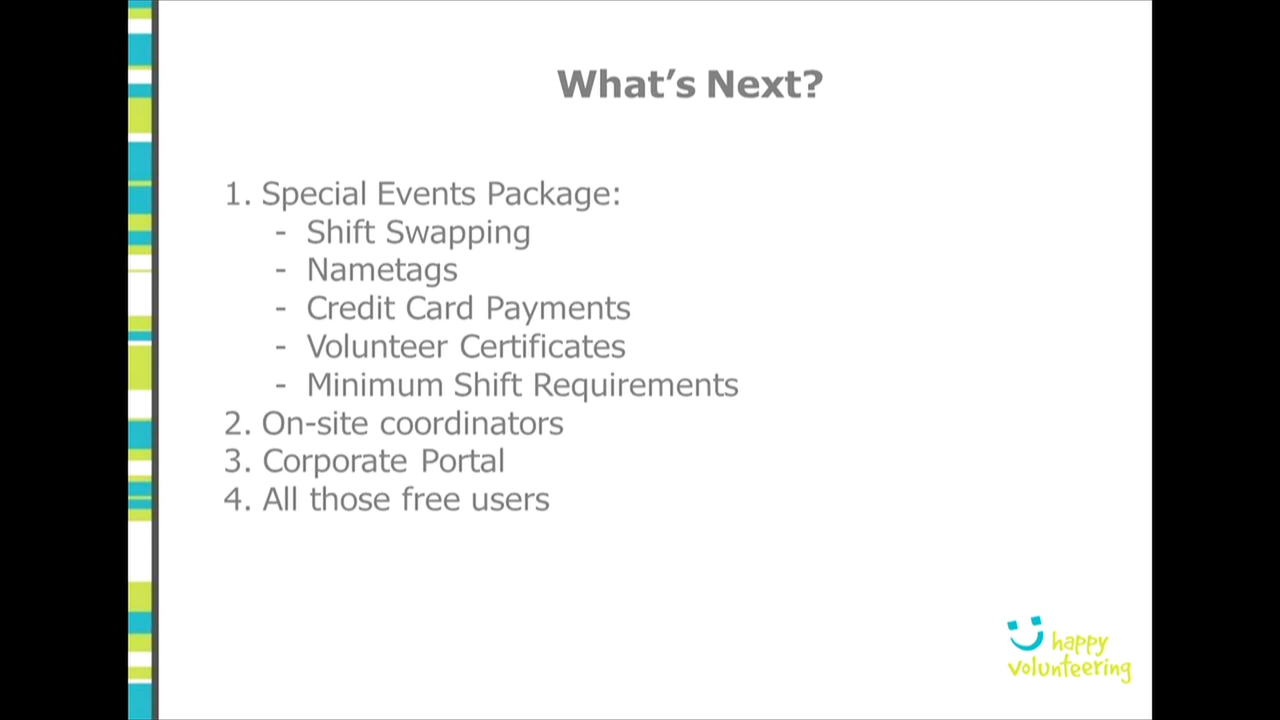 What's Next?
1. Special Events Package:
- Shift Swapping
- Nametags
- Credit Card Payments
- Volunteer Certificates
- Minimum Shift Requirements
2. On-site coordinators
3. Corporate Portal
4. All those free users
happy
volunteering